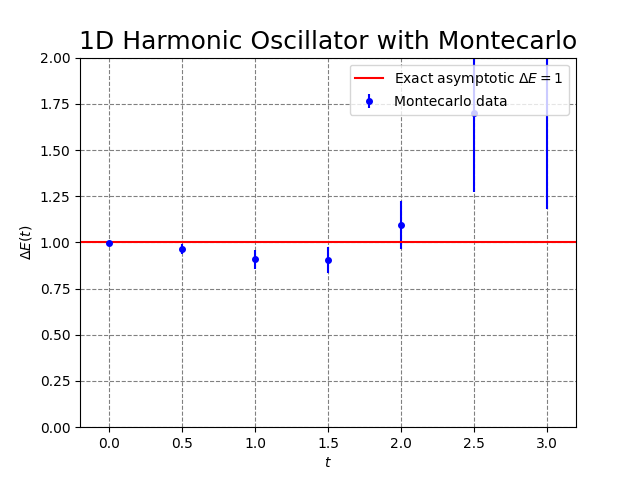 1D Harmonic Oscillator with Montecarlo
2.00
Exact asymptotic ΔE = 1
Montecarlo data
1.75
1.50
1.25
1.00
0.75
0.50
0.25
0.00
ΔE(t)
0.0 0.5 1.0 1.5 2.0 2.5 3.0
t